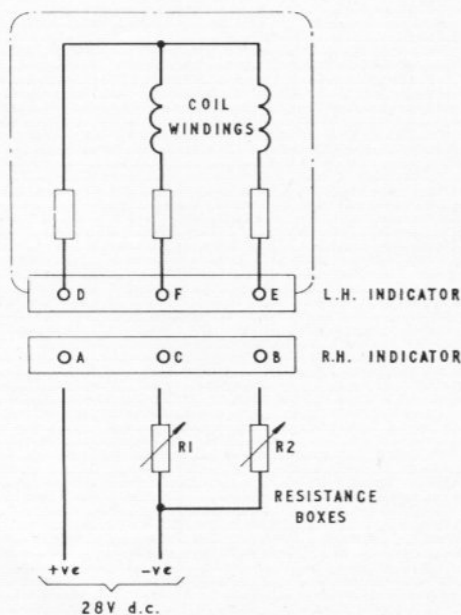 COIL
WINDINGS
D F E L.H. INDICATOR
A C B R.H. INDICATOR
R1 R2
RESISTANCE
BOXES
+ve -ve
28V d.c.